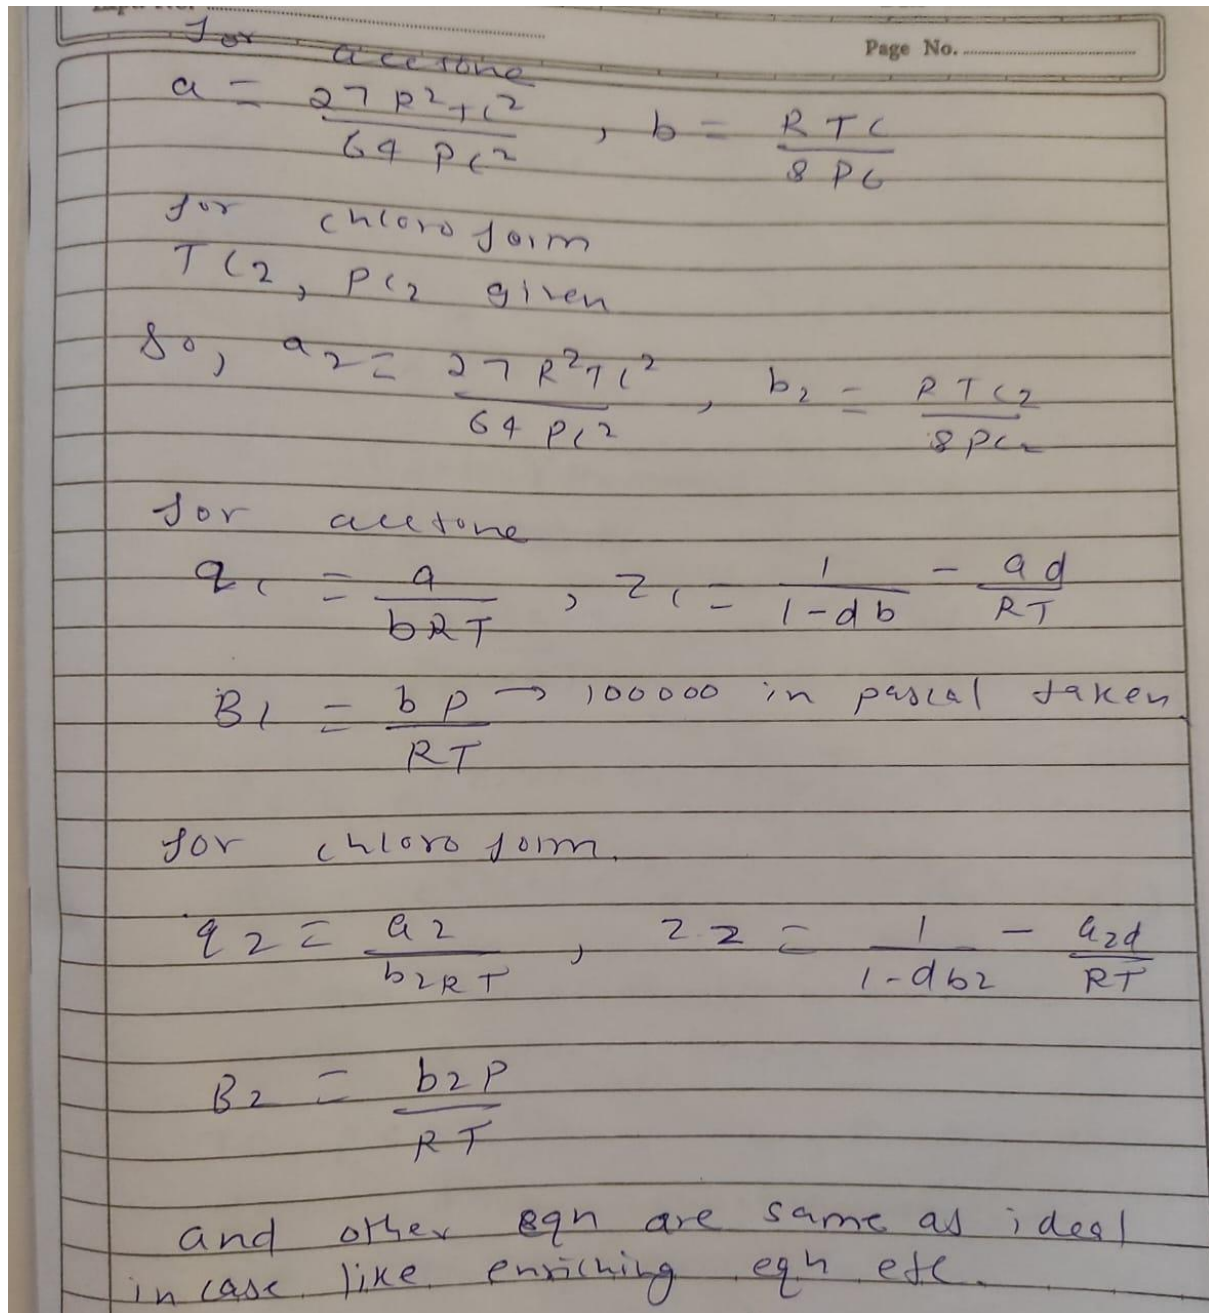 Page No.
for acetone
a = 27 R²Tc² / 64 Pc² , b = RTc / 8 Pc
for chloroform
Tc2, Pc2 given
So, a2 = 27 R²Tc² / 64 Pc² , b2 = RTc2 / 8Pc2
for acetone
q1 = a / bRT , z1 = 1 / 1-db - ad / RT
B1 = bp / RT → 100000 in pascal taken
for chloroform.
q2 = a2 / b2RT , z2 = 1 / 1-db2 - a2d / RT
B2 = b2P / RT
and other eqn are same as ideal
in case like enriching eqn etc.